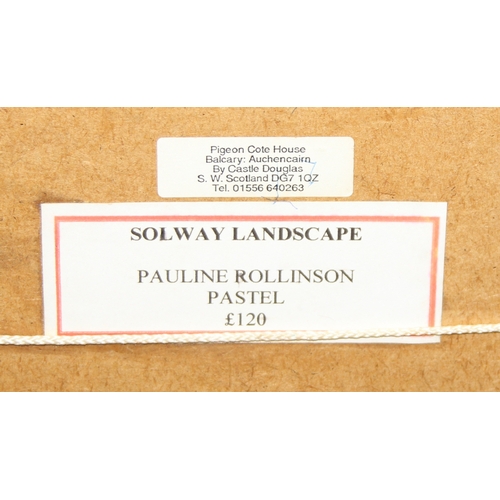 Pigeon Cote House
Balcary: Auchencairn
By Castle Douglas
S. W. Scotland DG7 1QZ
Tel. 01556 640263
SOLWAY LANDSCAPE
PAULINE ROLLINSON
PASTEL
£120